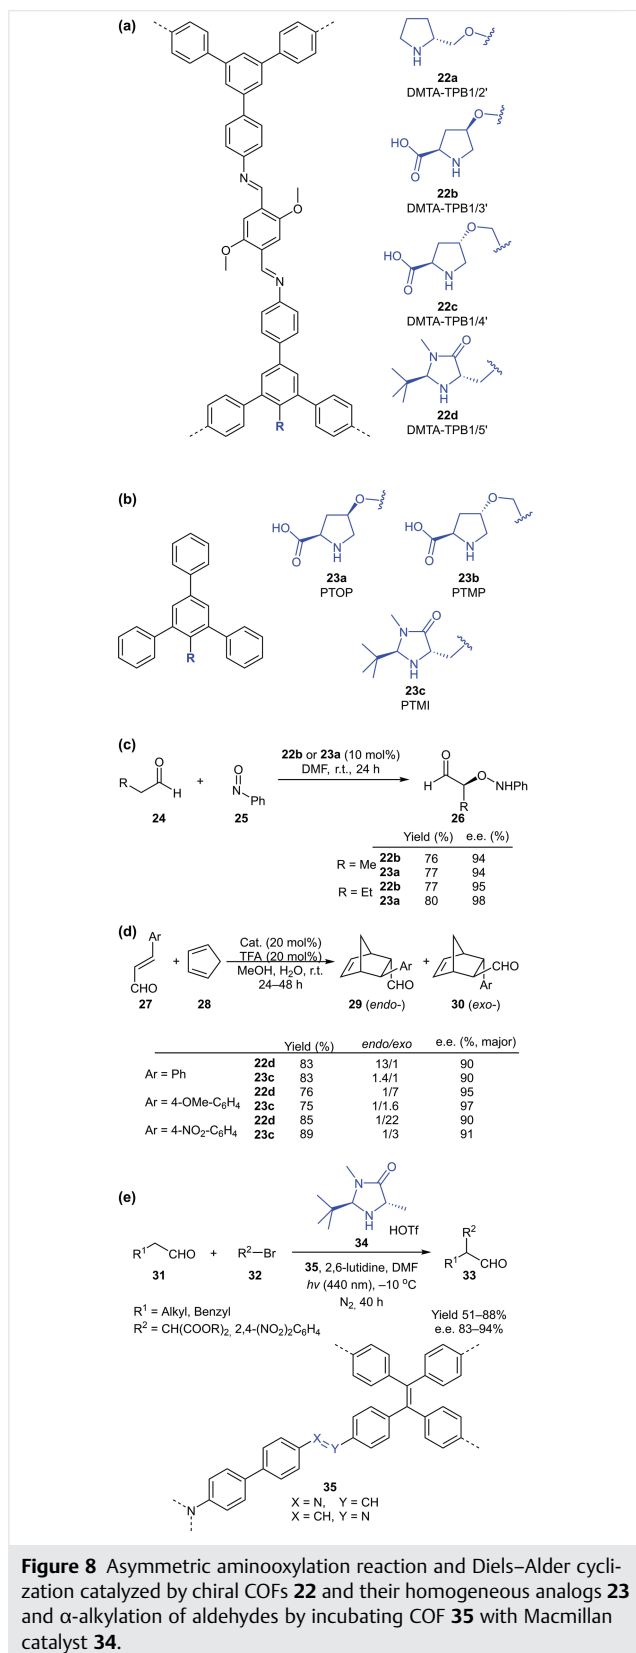 (a)
N
O
O
N
R
N
H
O
22a
DMTA-TPB1/2'
O
HO
O
NH
22b
DMTA-TPB1/3'
O
HO
O
NH
22c
DMTA-TPB1/4'
N
O
N
H
22d
DMTA-TPB1/5'
(b)
R
O
HO
O
NH
23a
PTOP
O
HO
O
NH
23b
PTMP
N
O
N
H
23c
PTMI
(c)
R
O
H
24
+
O
N
Ph
25
22b or 23a (10 mol%)
DMF, r.t., 24 h
O
H
O
NHPh
R
26
Yield (%) e.e. (%)
R = Me 22b 76 94
23a 77 94
R = Et 22b 77 95
23a 80 98
(d)
Ar
CHO
27
+
28
Cat. (20 mol%)
TFA (20 mol%)
MeOH, H2O, r.t.
24–48 h
Ar
CHO
29 (endo-)
+
CHO
Ar
30 (exo-)
Yield (%) endo/exo e.e. (%, major)
Ar = Ph 22d 83 13/1 90
23c 83 1.4/1 90
Ar = 4-OMe-C6H4 22d 76 1/7 95
23c 75 1/1.6 97
Ar = 4-NO2-C6H4 22d 85 1/22 90
23c 89 1/3 91
(e)
N
O
N
H
HOTf
34
R1
CHO
31
+
R2–Br
32
35, 2,6-lutidine, DMF
hv (440 nm), –10 °C
N2, 40 h
R2
R1
CHO
33
R1 = Alkyl, Benzyl
R2 = CH(COOR)2, 2,4-(NO2)2C6H4
Yield 51–88%
e.e. 83–94%
X
Y
N
35
X = N, Y = CH
X = CH, Y = N
Figure 8 Asymmetric aminooxylation reaction and Diels–Alder cycli-
zation catalyzed by chiral COFs 22 and their homogeneous analogs 23
and α-alkylation of aldehydes by incubating COF 35 with Macmillan
catalyst 34.